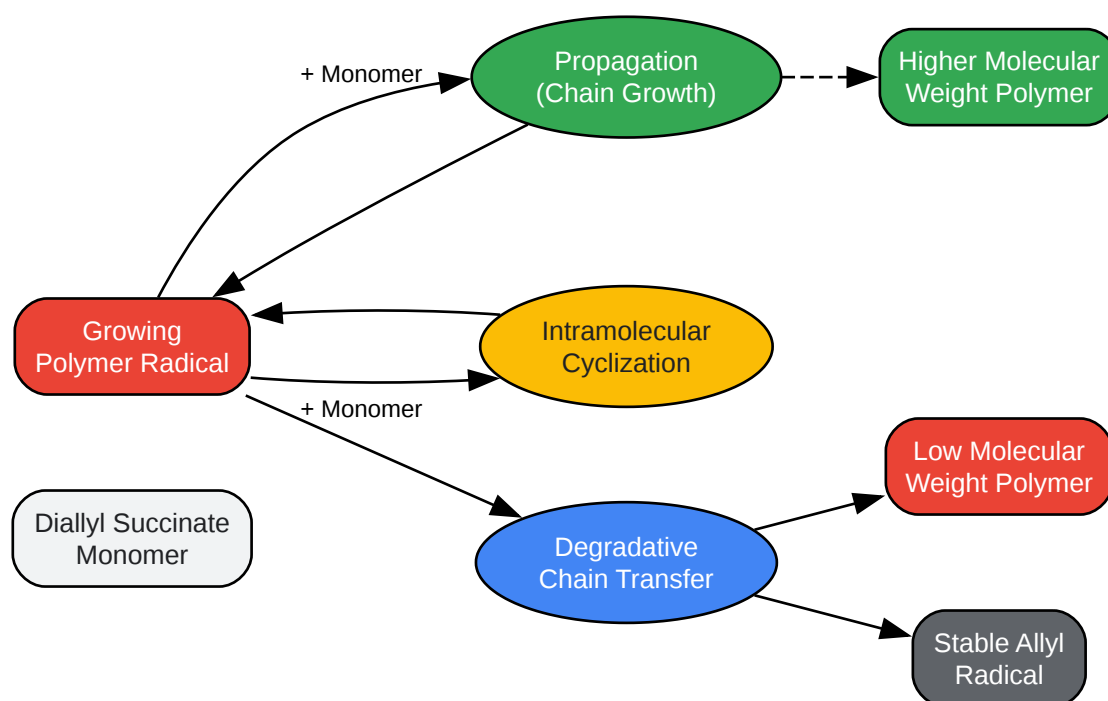 + Monomer
Propagation
(Chain Growth)
Higher Molecular
Weight Polymer
Growing
Polymer Radical
Intramolecular
Cyclization
+ Monomer
Low Molecular
Weight Polymer
Diallyl Succinate
Monomer
Degradative
Chain Transfer
Stable Allyl
Radical